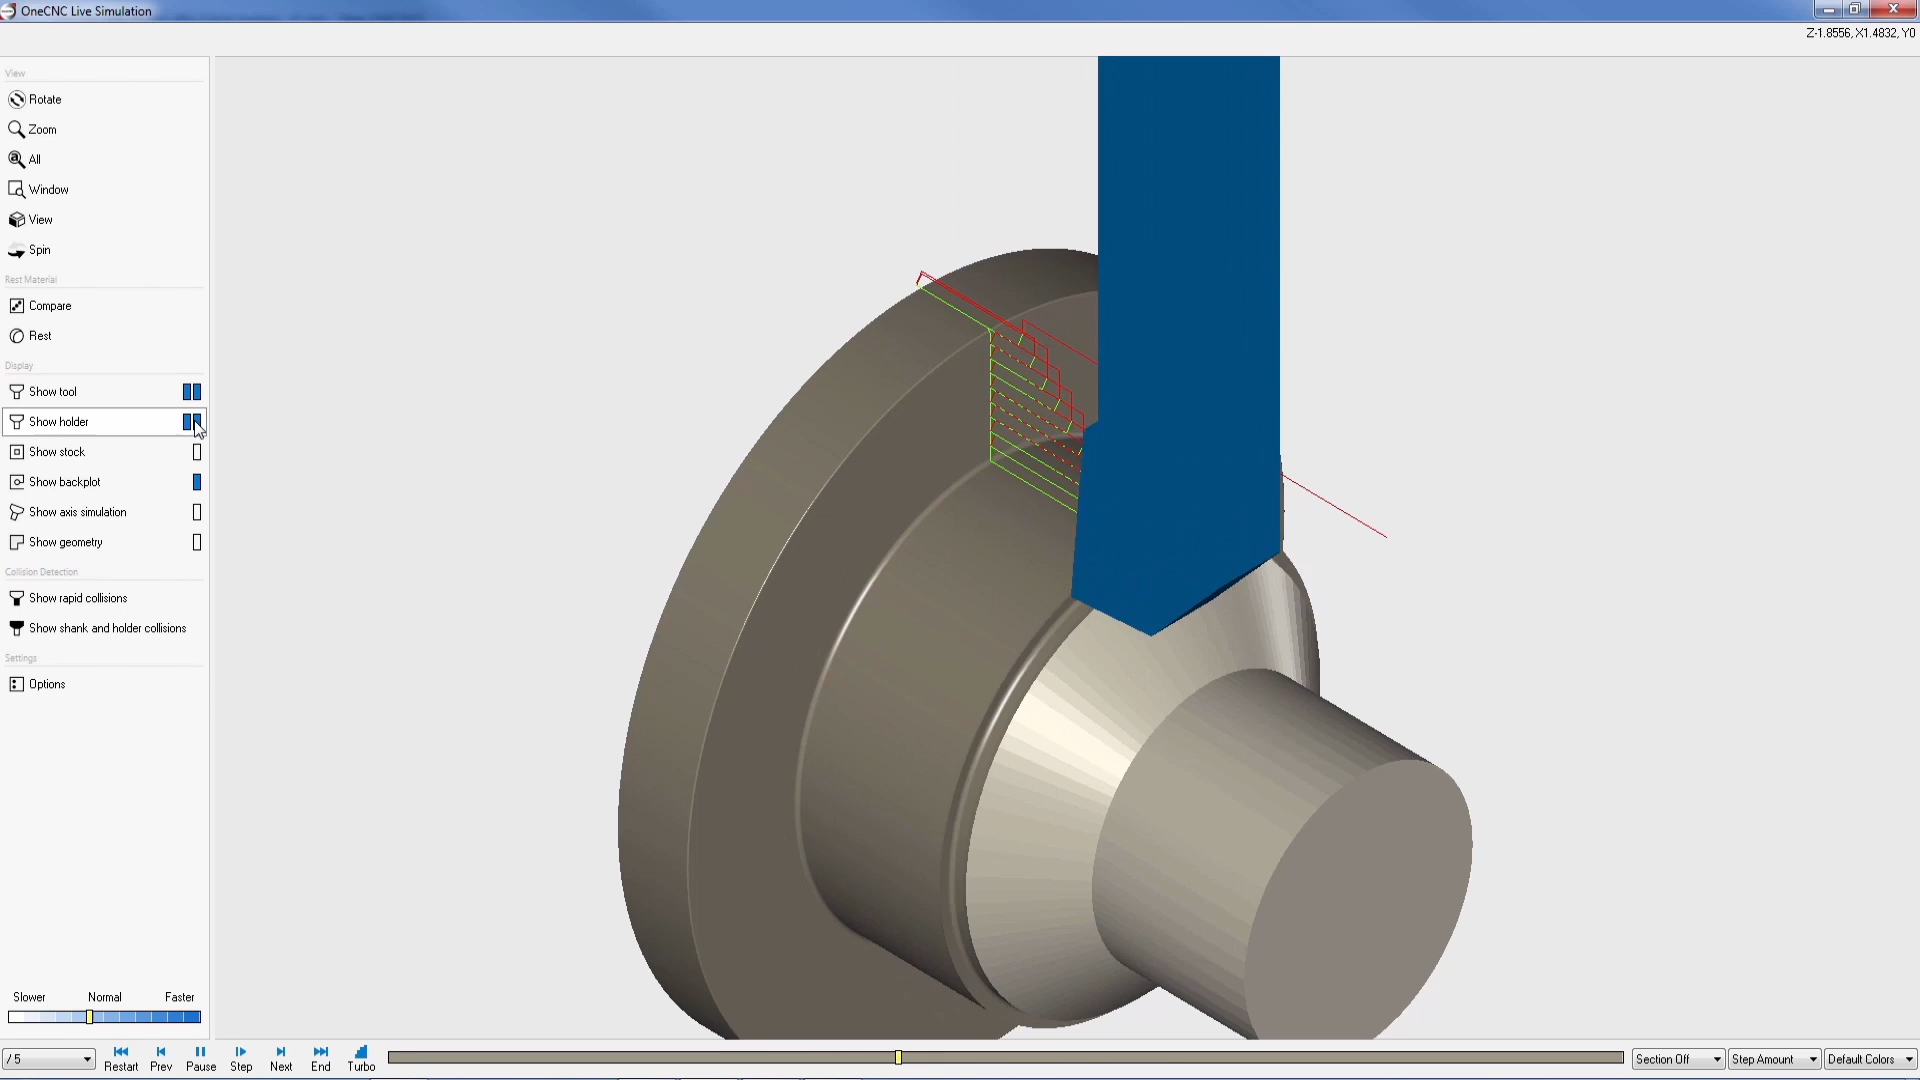 OneCNC Live Simulation
Z-1.8556, X1.4832, Y0
View
Rotate
Zoom
All
Window
View
Spin
Rest Material
Compare
Rest
Display
Show tool
Show holder
Show stock
Show backplot
Show axis simulation
Show geometry
Collision Detection
Show rapid collisions
Show shank and holder collisions
Settings
Options
Slower Normal Faster
/ 5
Restart Prev Pause Step Next End Turbo
Section Off Step Amount Default Colors